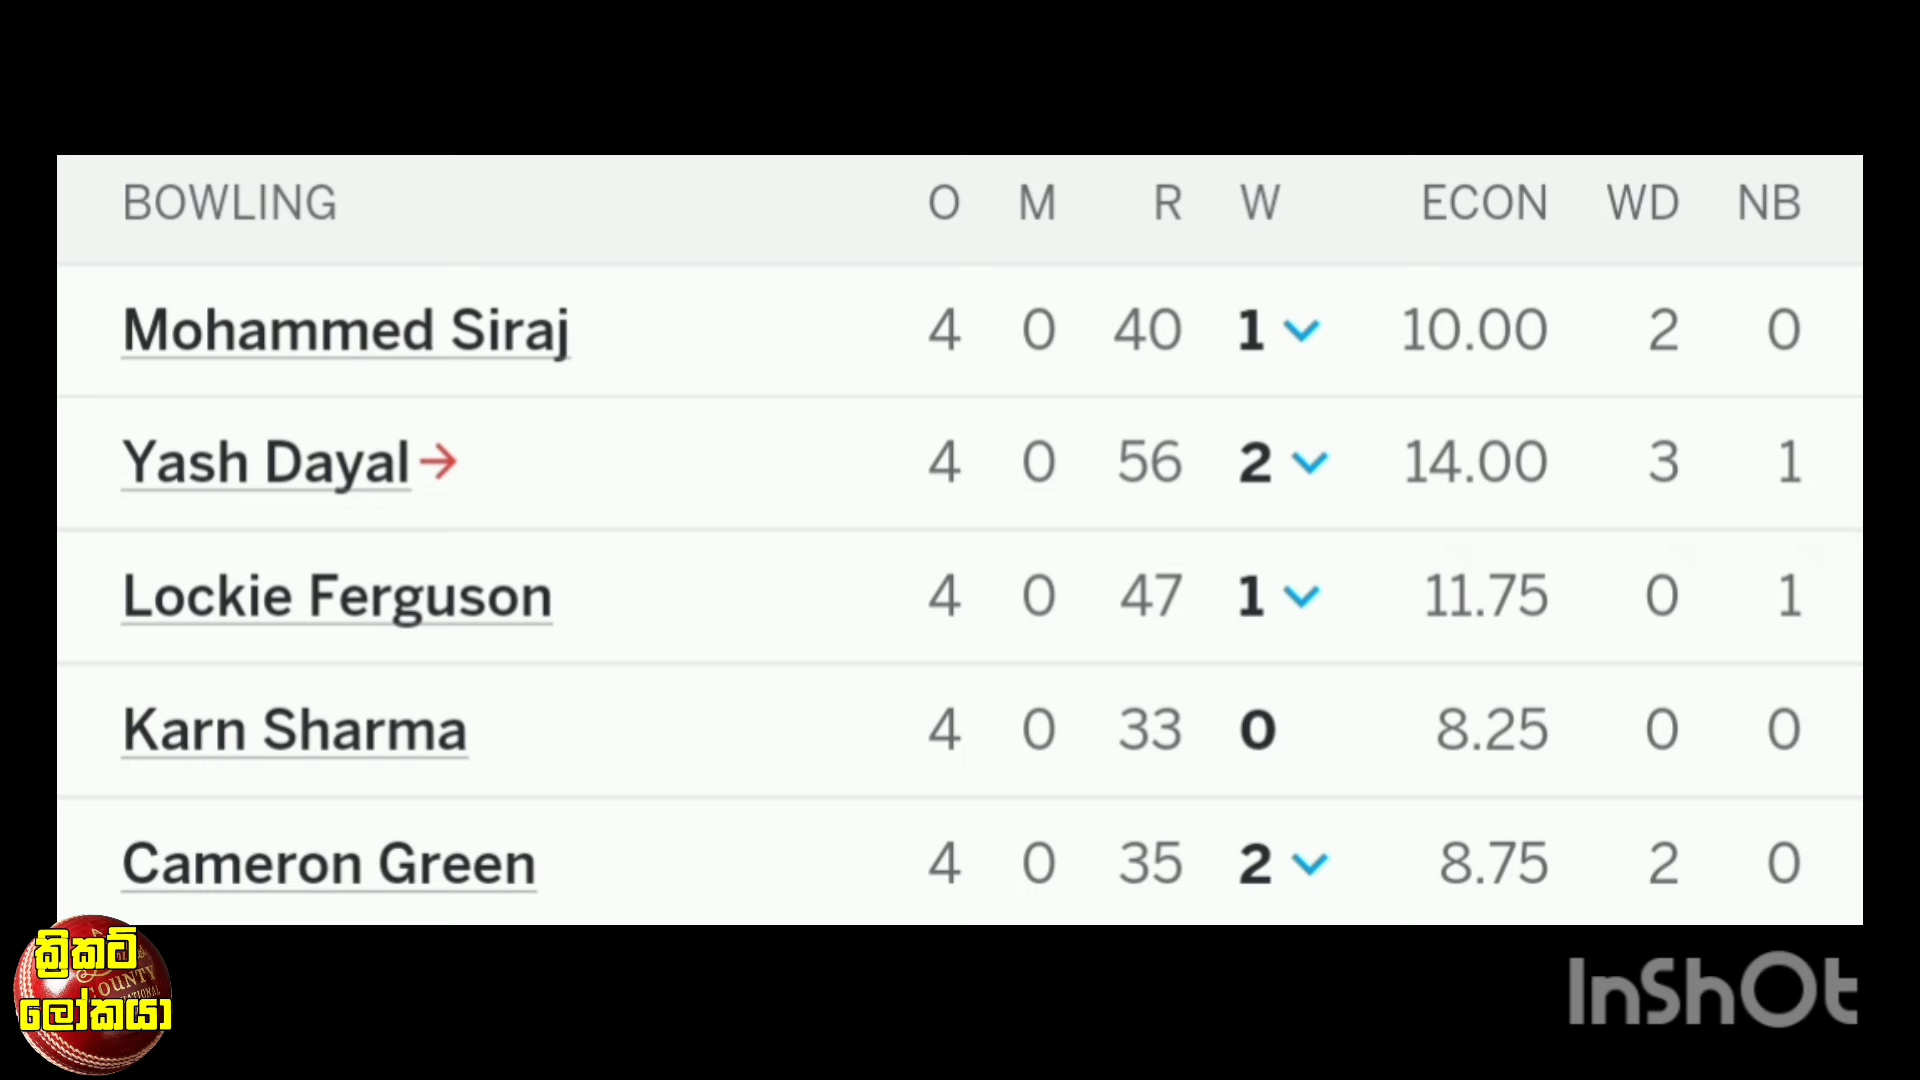 BOWLING O M R W ECON WD NB
Mohammed Siraj 4 0 40 1 10.00 2 0
Yash Dayal 4 0 56 2 14.00 3 1
Lockie Ferguson 4 0 47 1 11.75 0 1
Karn Sharma 4 0 33 0 8.25 0 0
Cameron Green 4 0 35 2 8.75 2 0
ක්‍රිකට්
COUNTY
ලෝකයා
InShOt